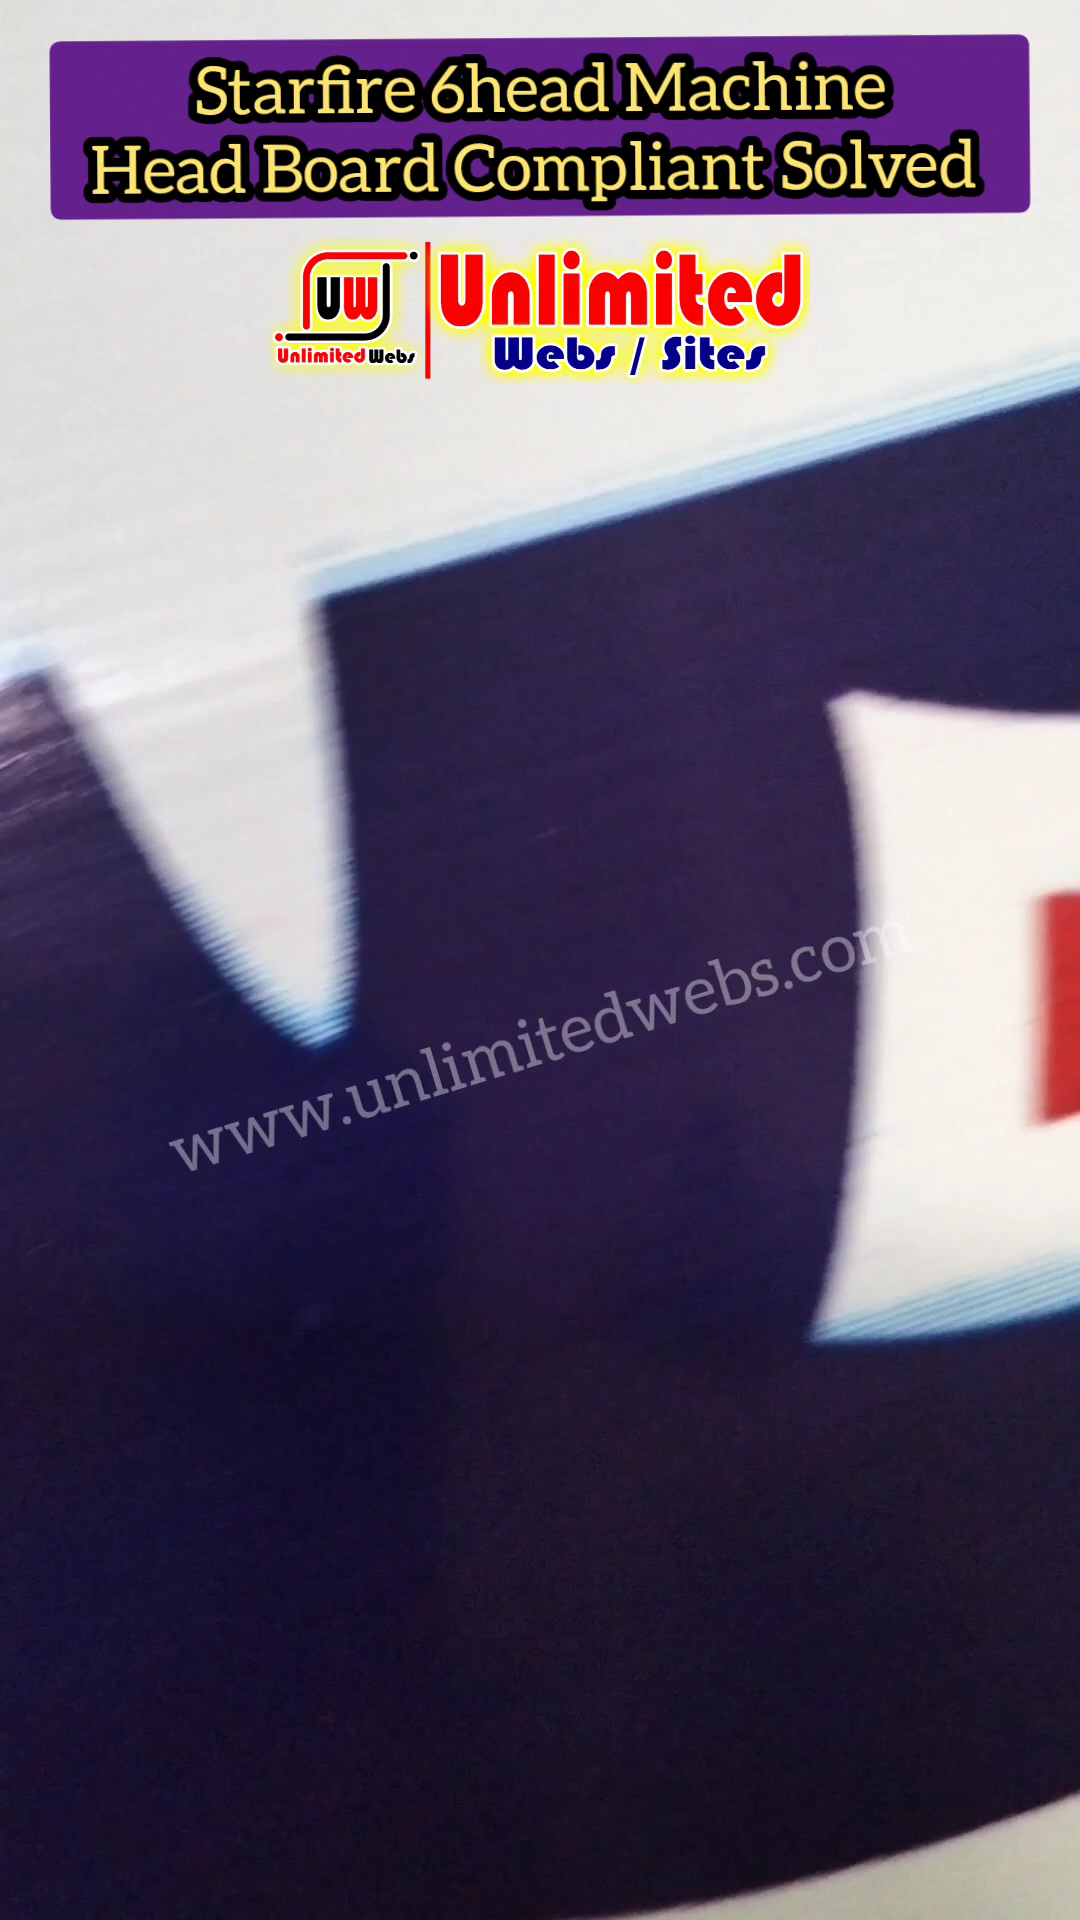 Starfire 6head Machine
Head Board Compliant Solved
UW
Unlimited Webs
Unlimited
Webs / Sites
www.unlimitedwebs.com